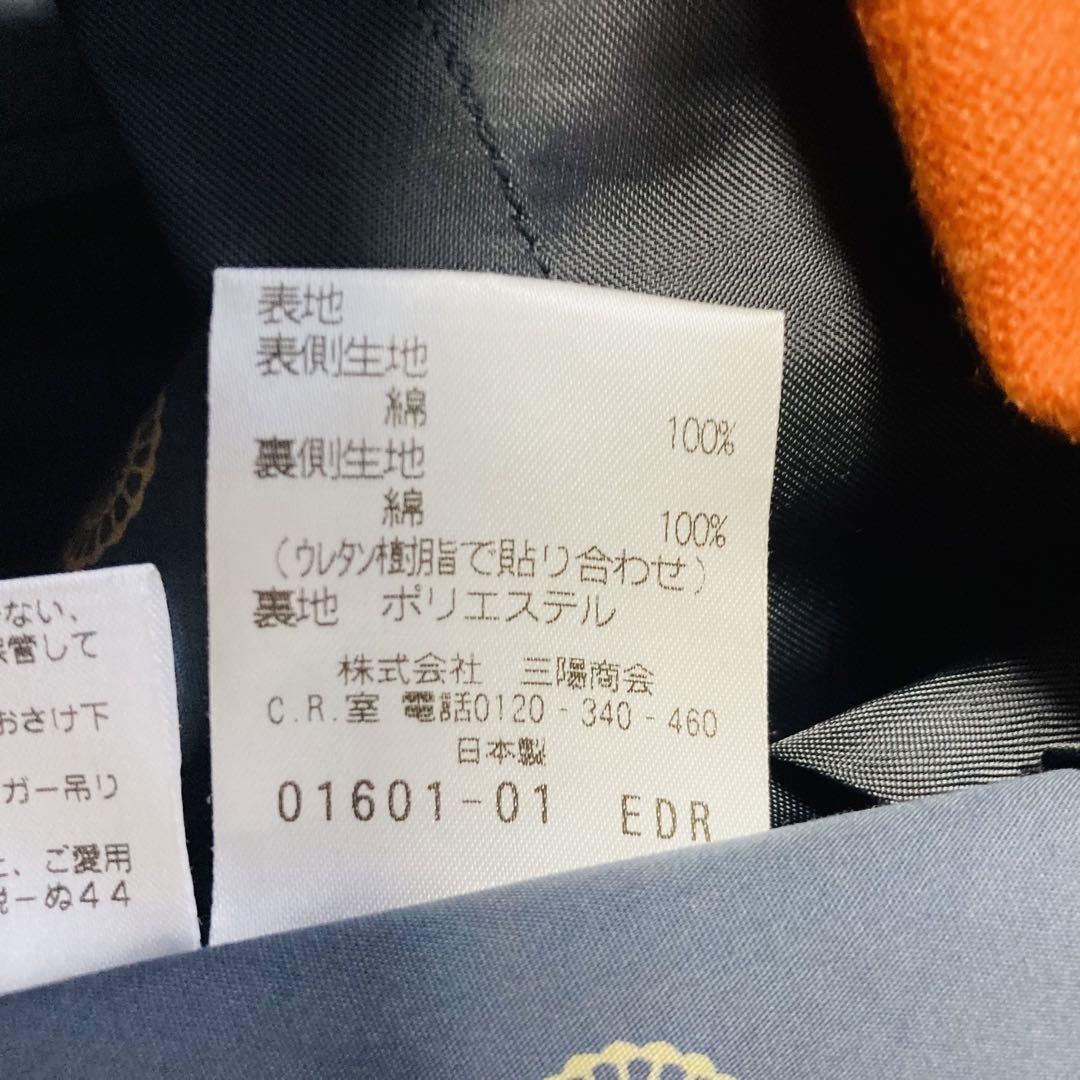 表地
表側生地
綿 100%
裏側生地
綿 100%
(ウレタン樹脂で貼り合わせ)
裏地 ポリエステル
株式会社 三陽商会
C.R.室 電話0120-340-460
日本製
01601-01 EDR
ない、
管して
おさけ下
ガー吊り
、ご愛用
ーぬ44